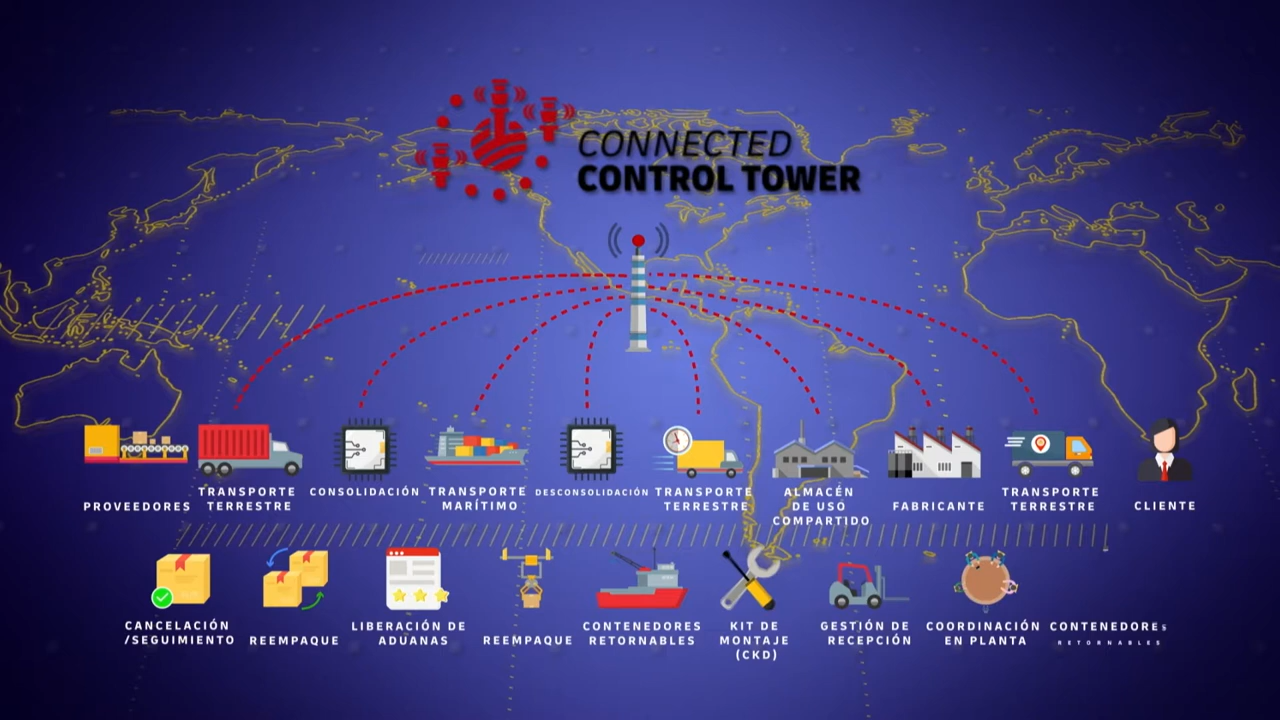 CONNECTED
CONTROL TOWER
PROVEEDORES
TRANSPORTE
TERRESTRE
CONSOLIDACIÓN
TRANSPORTE
MARÍTIMO
DESCONSOLIDACIÓN
TRANSPORTE
TERRESTRE
ALMACÉN
DE USO
COMPARTIDO
FABRICANTE
TRANSPORTE
TERRESTRE
CLIENTE
CANCELACIÓN
/SEGUIMIENTO
REEMPAQUE
LIBERACIÓN DE
ADUANAS
REEMPAQUE
CONTENEDORES
RETORNABLES
KIT DE
MONTAJE
(CKD)
GESTIÓN DE
RECEPCIÓN
COORDINACIÓN
EN PLANTA
CONTENEDORES
RETORNABLES